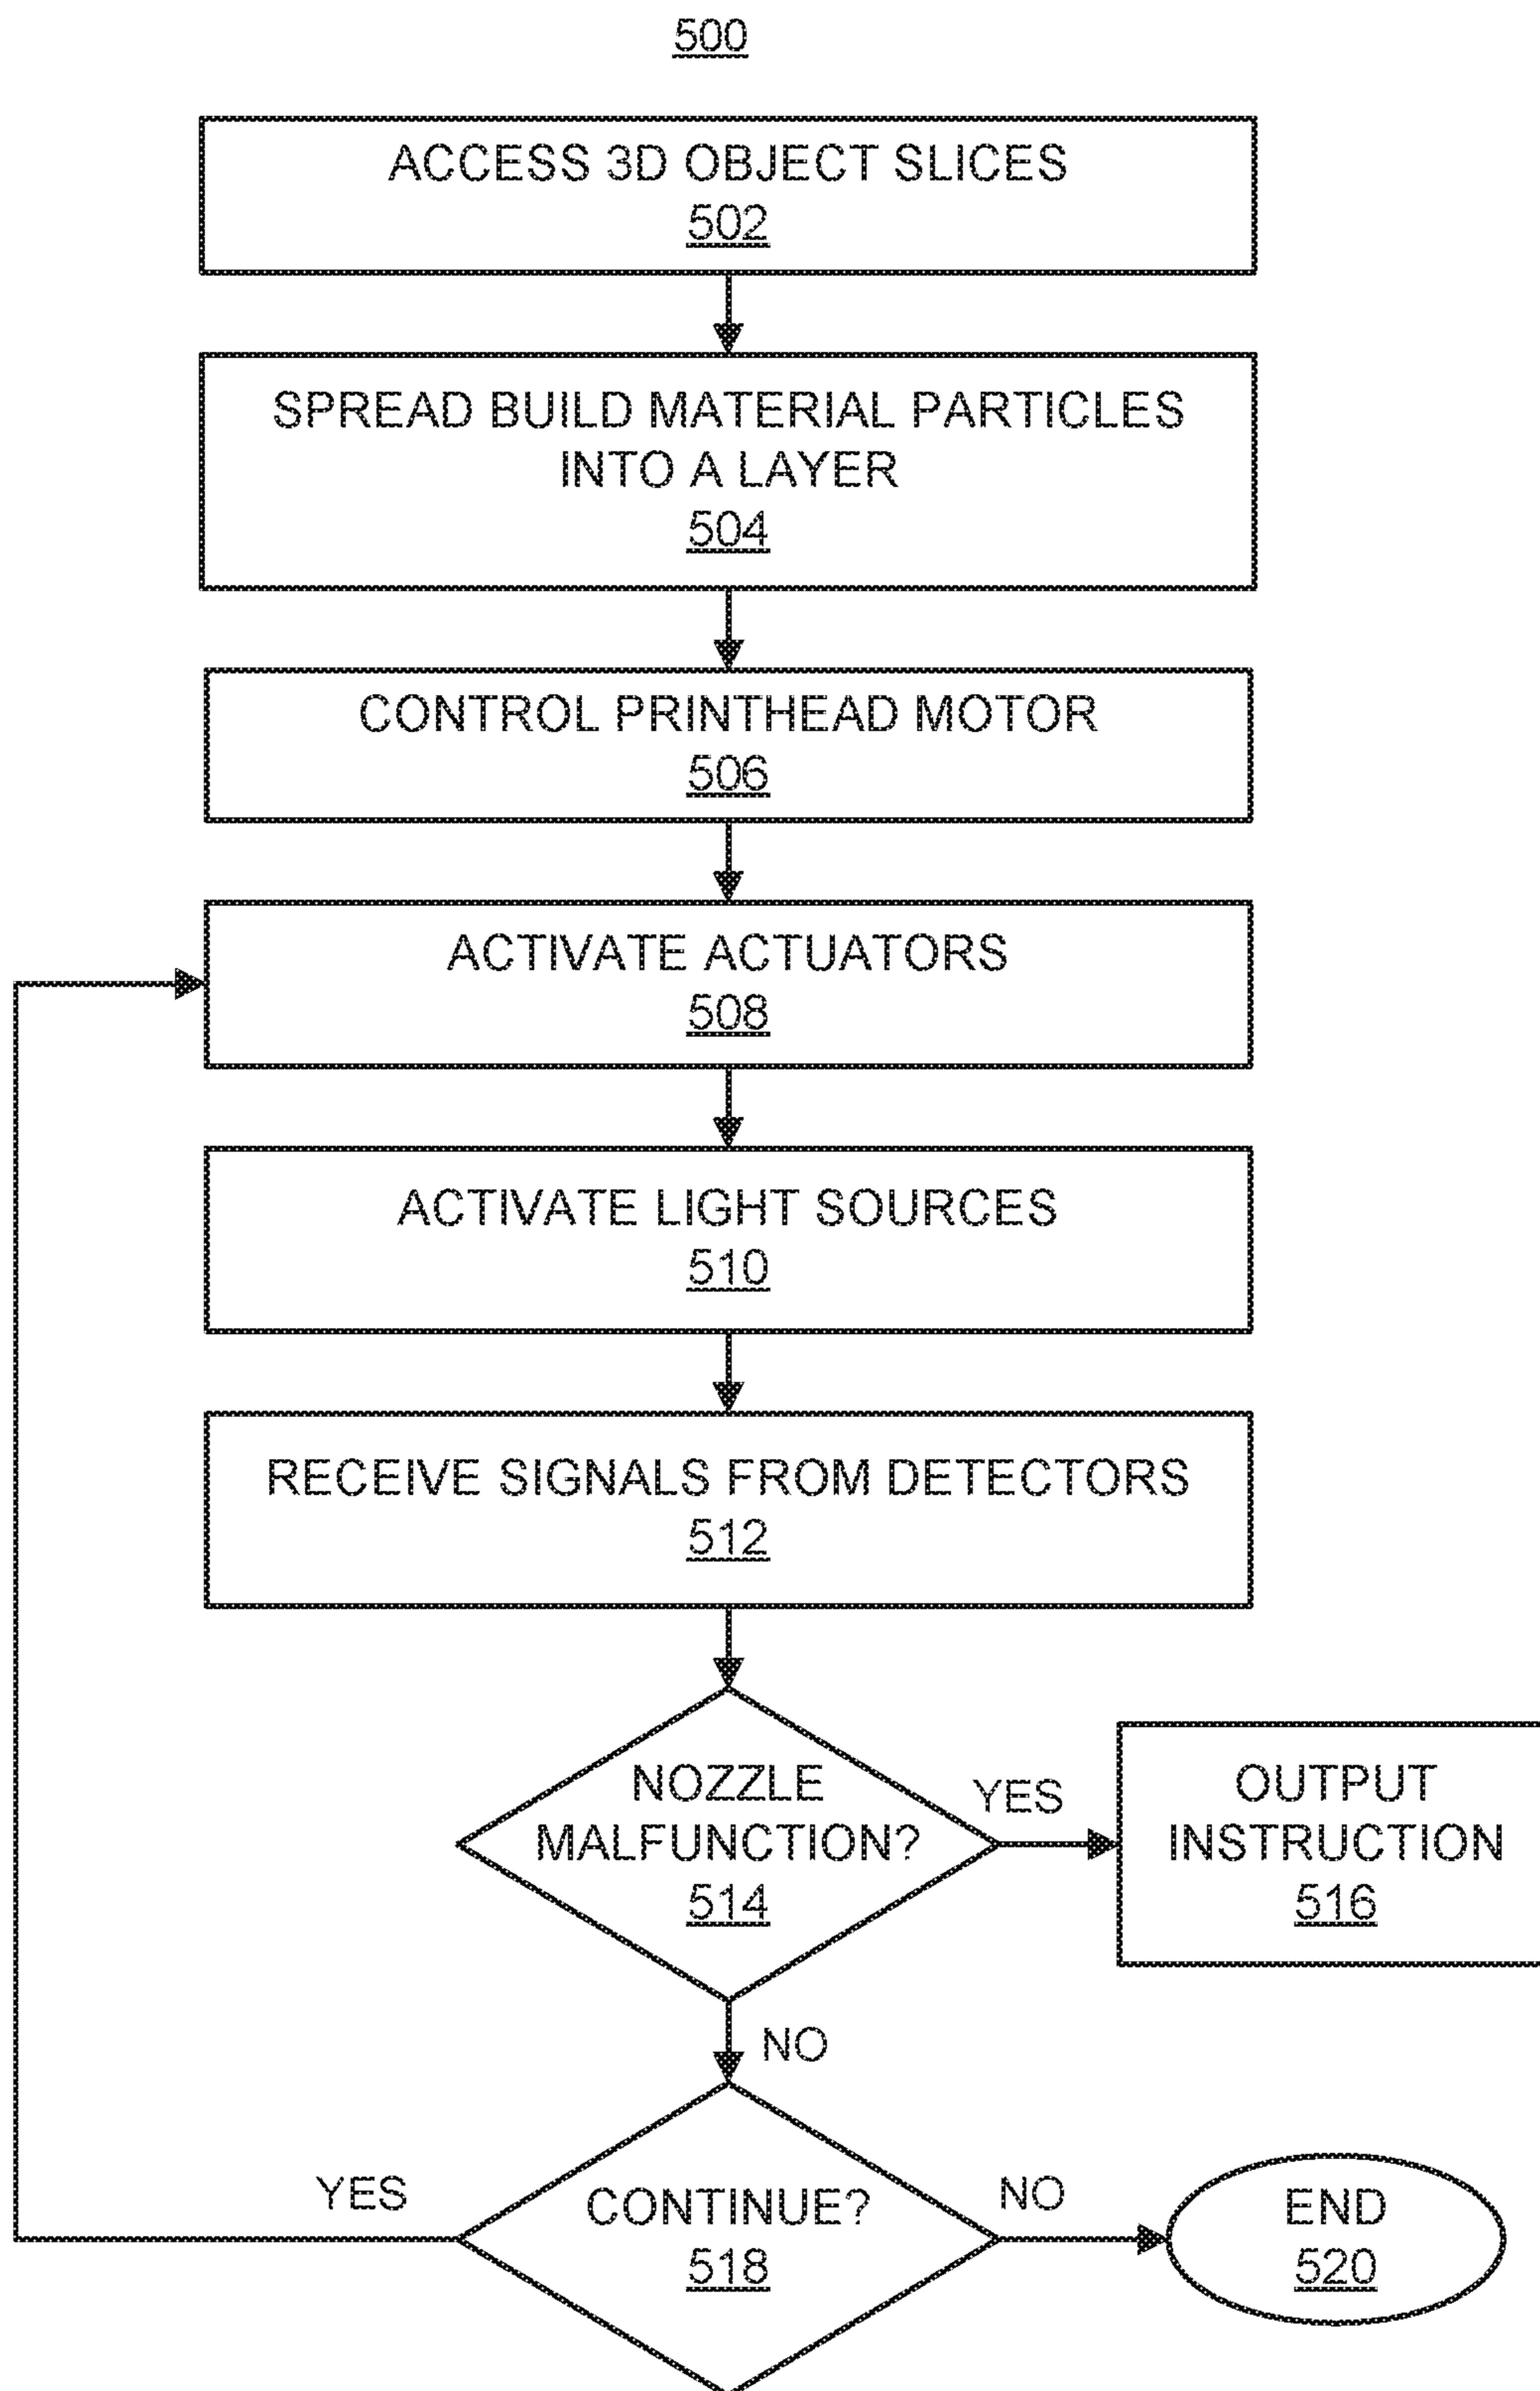 500
ACCESS 3D OBJECT SLICES
502
SPREAD BUILD MATERIAL PARTICLES
INTO A LAYER
504
CONTROL PRINTHEAD MOTOR
506
ACTIVATE ACTUATORS
508
ACTIVATE LIGHT SOURCES
510
RECEIVE SIGNALS FROM DETECTORS
512
NOZZLE
MALFUNCTION?
514
YES
OUTPUT
INSTRUCTION
516
NO
YES
CONTINUE?
518
NO
END
520